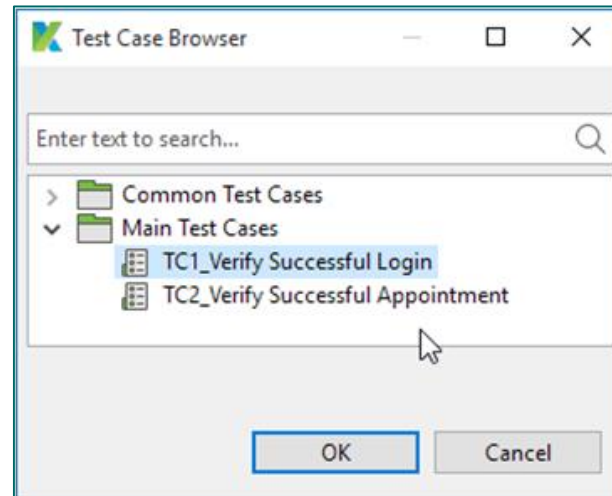 Test Case Browser
Enter text to search...
Common Test Cases
Main Test Cases
TC1_Verify Successful Login
TC2_Verify Successful Appointment
OK Cancel